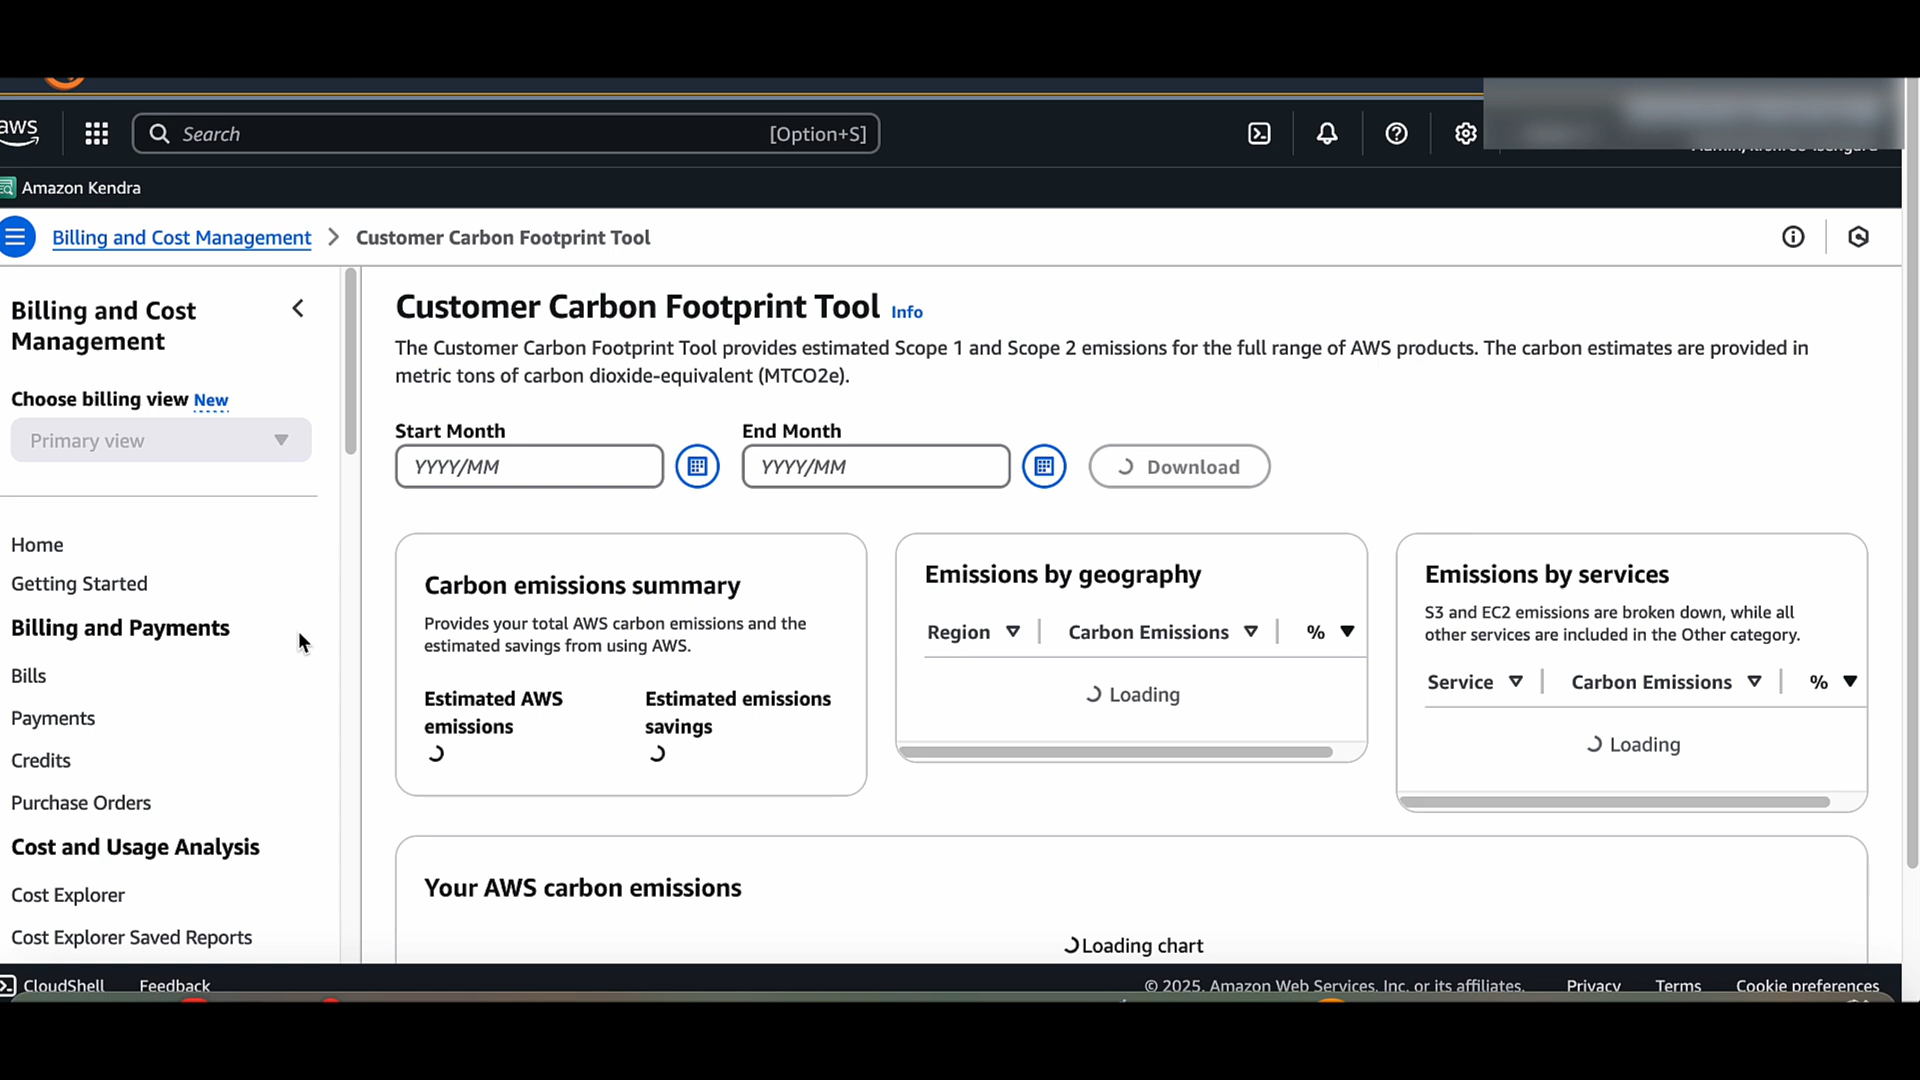 aws
Search
[Option+S]
Amazon Kendra
Billing and Cost Management
Customer Carbon Footprint Tool
Billing and Cost
Management
Choose billing view New
Primary view
Home
Getting Started
Billing and Payments
Bills
Payments
Credits
Purchase Orders
Cost and Usage Analysis
Cost Explorer
Cost Explorer Saved Reports
Customer Carbon Footprint Tool Info
The Customer Carbon Footprint Tool provides estimated Scope 1 and Scope 2 emissions for the full range of AWS products. The carbon estimates are provided in
metric tons of carbon dioxide-equivalent (MTCO2e).
Start Month
YYYY/MM
End Month
YYYY/MM
Download
Carbon emissions summary
Provides your total AWS carbon emissions and the
estimated savings from using AWS.
Estimated AWS
emissions
Estimated emissions
savings
Emissions by geography
Region
Carbon Emissions
%
Loading
Emissions by services
S3 and EC2 emissions are broken down, while all
other services are included in the Other category.
Service
Carbon Emissions
%
Loading
Your AWS carbon emissions
Loading chart
CloudShell
Feedback
© 2025, Amazon Web Services, Inc. or its affiliates.
Privacy
Terms
Cookie preferences